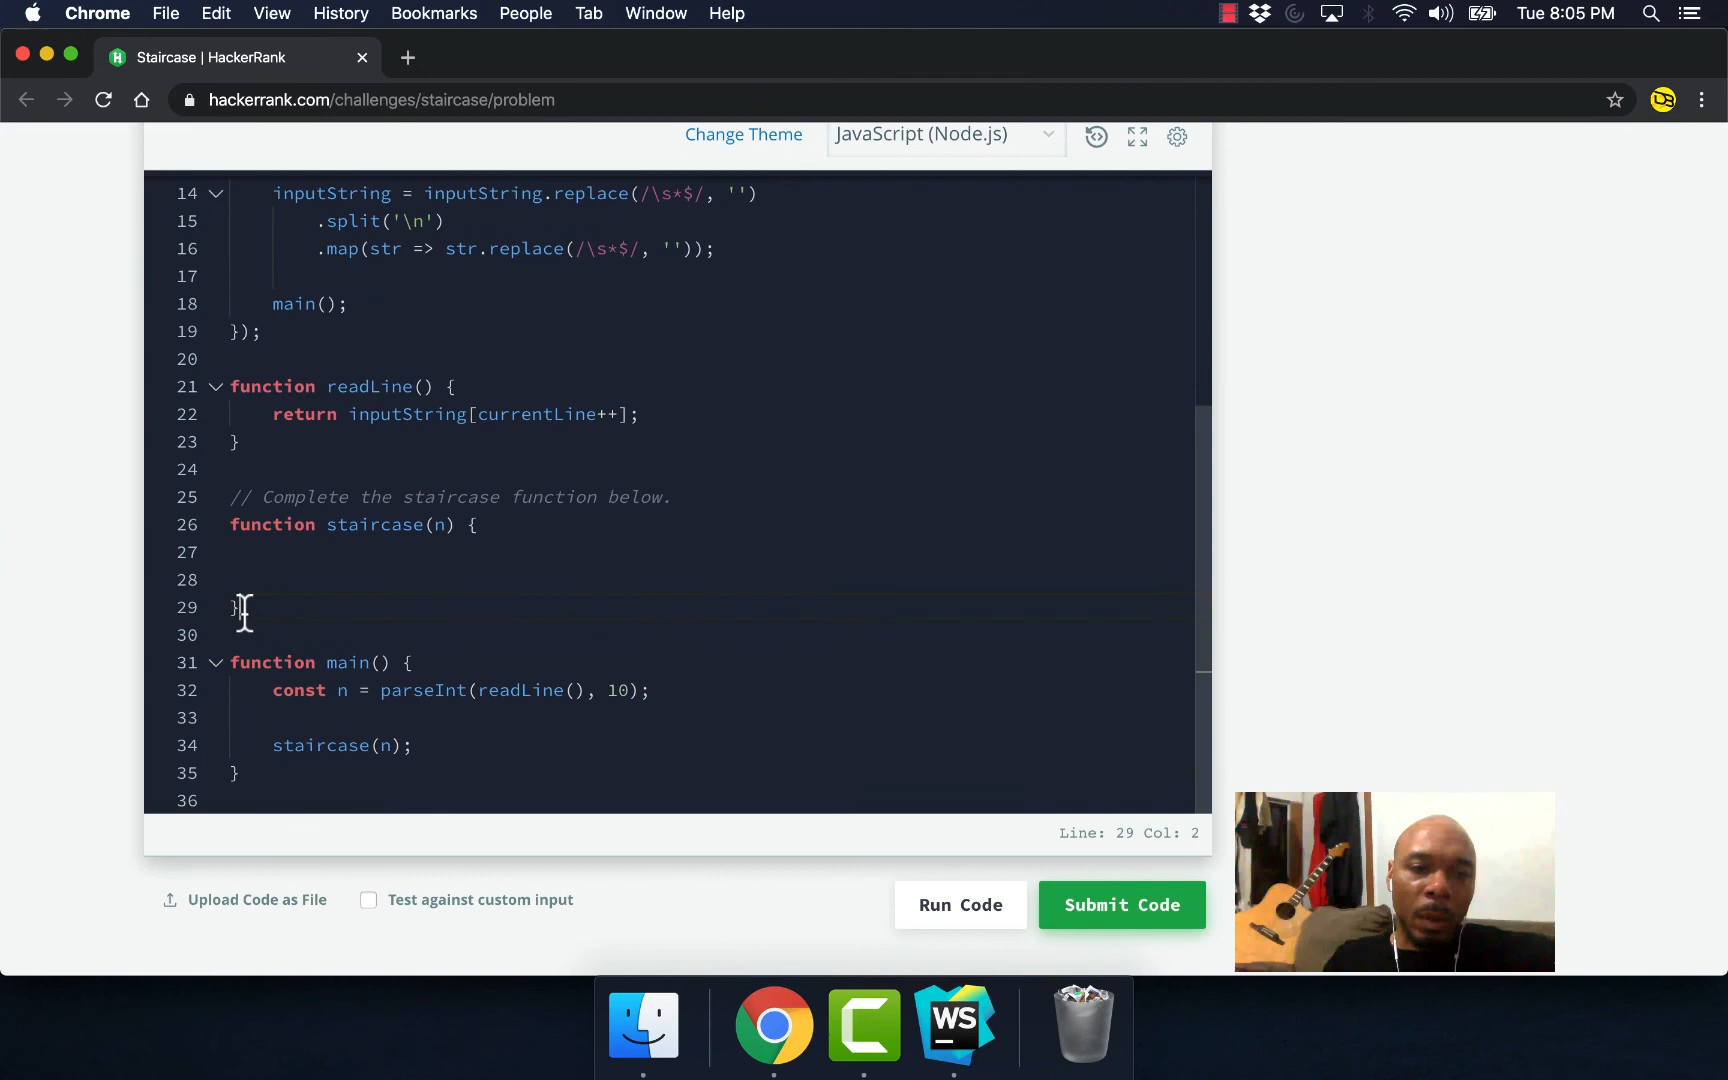 Chrome File Edit View History Bookmarks People Tab Window Help Tue 8:05 PM
Staircase | HackerRank
hackerrank.com/challenges/staircase/problem
Change Theme JavaScript (Node.js)
14 inputString = inputString.replace(/\s*$/, '')
15 .split('\n')
16 .map(str => str.replace(/\s*$/, ''));
17
18 main();
19 });
20
21 function readLine() {
22 return inputString[currentLine++];
23 }
24
25 // Complete the staircase function below.
26 function staircase(n) {
27
28
29 }
30
31 function main() {
32 const n = parseInt(readLine(), 10);
33
34 staircase(n);
35 }
36
Line: 29 Col: 2
Upload Code as File Test against custom input Run Code Submit Code
WS